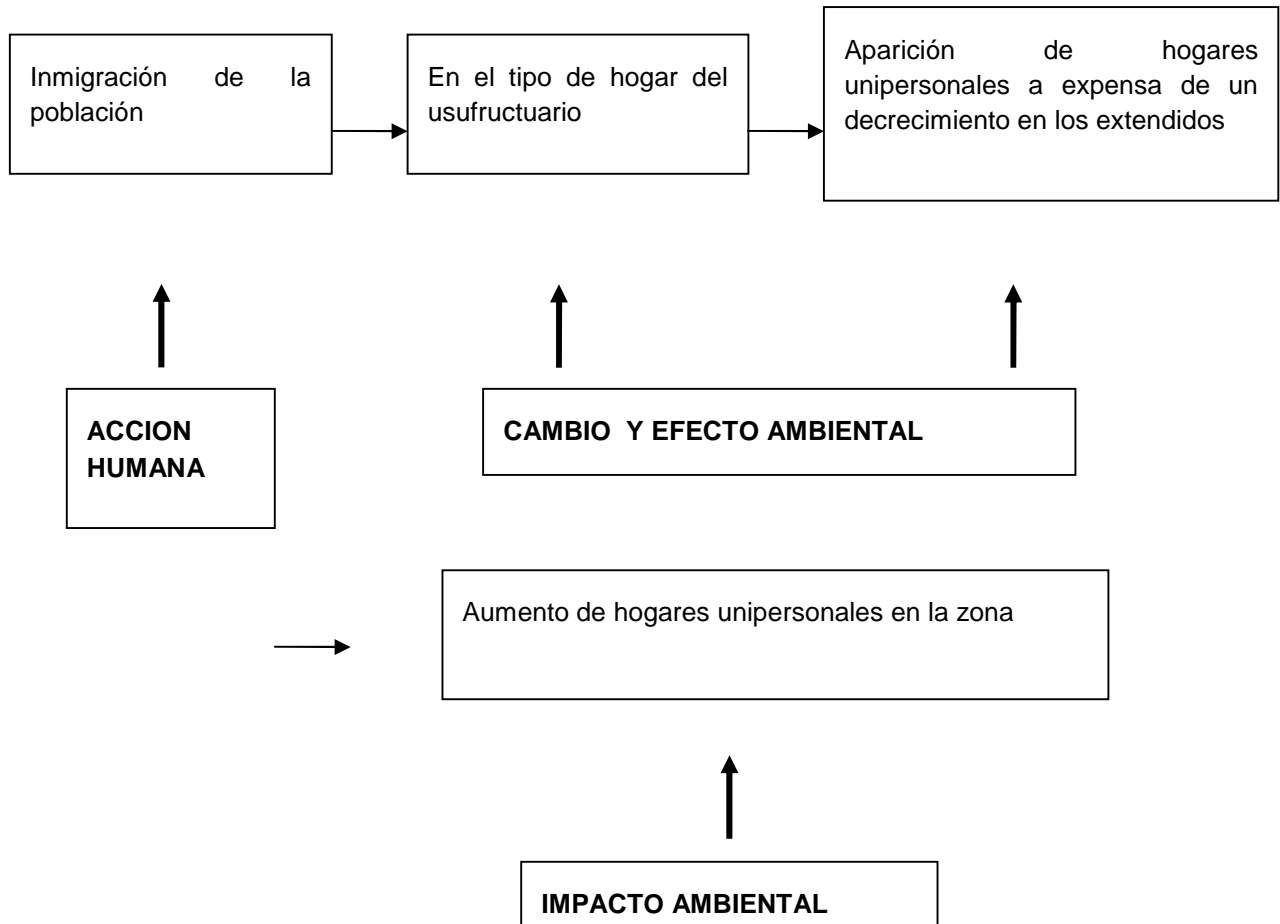 Inmigración de la
población
En el tipo de hogar del
usufructuario
Aparición de hogares
unipersonales a expensa de un
decrecimiento en los extendidos
ACCION
HUMANA
CAMBIO Y EFECTO AMBIENTAL
Aumento de hogares unipersonales en la zona
IMPACTO AMBIENTAL